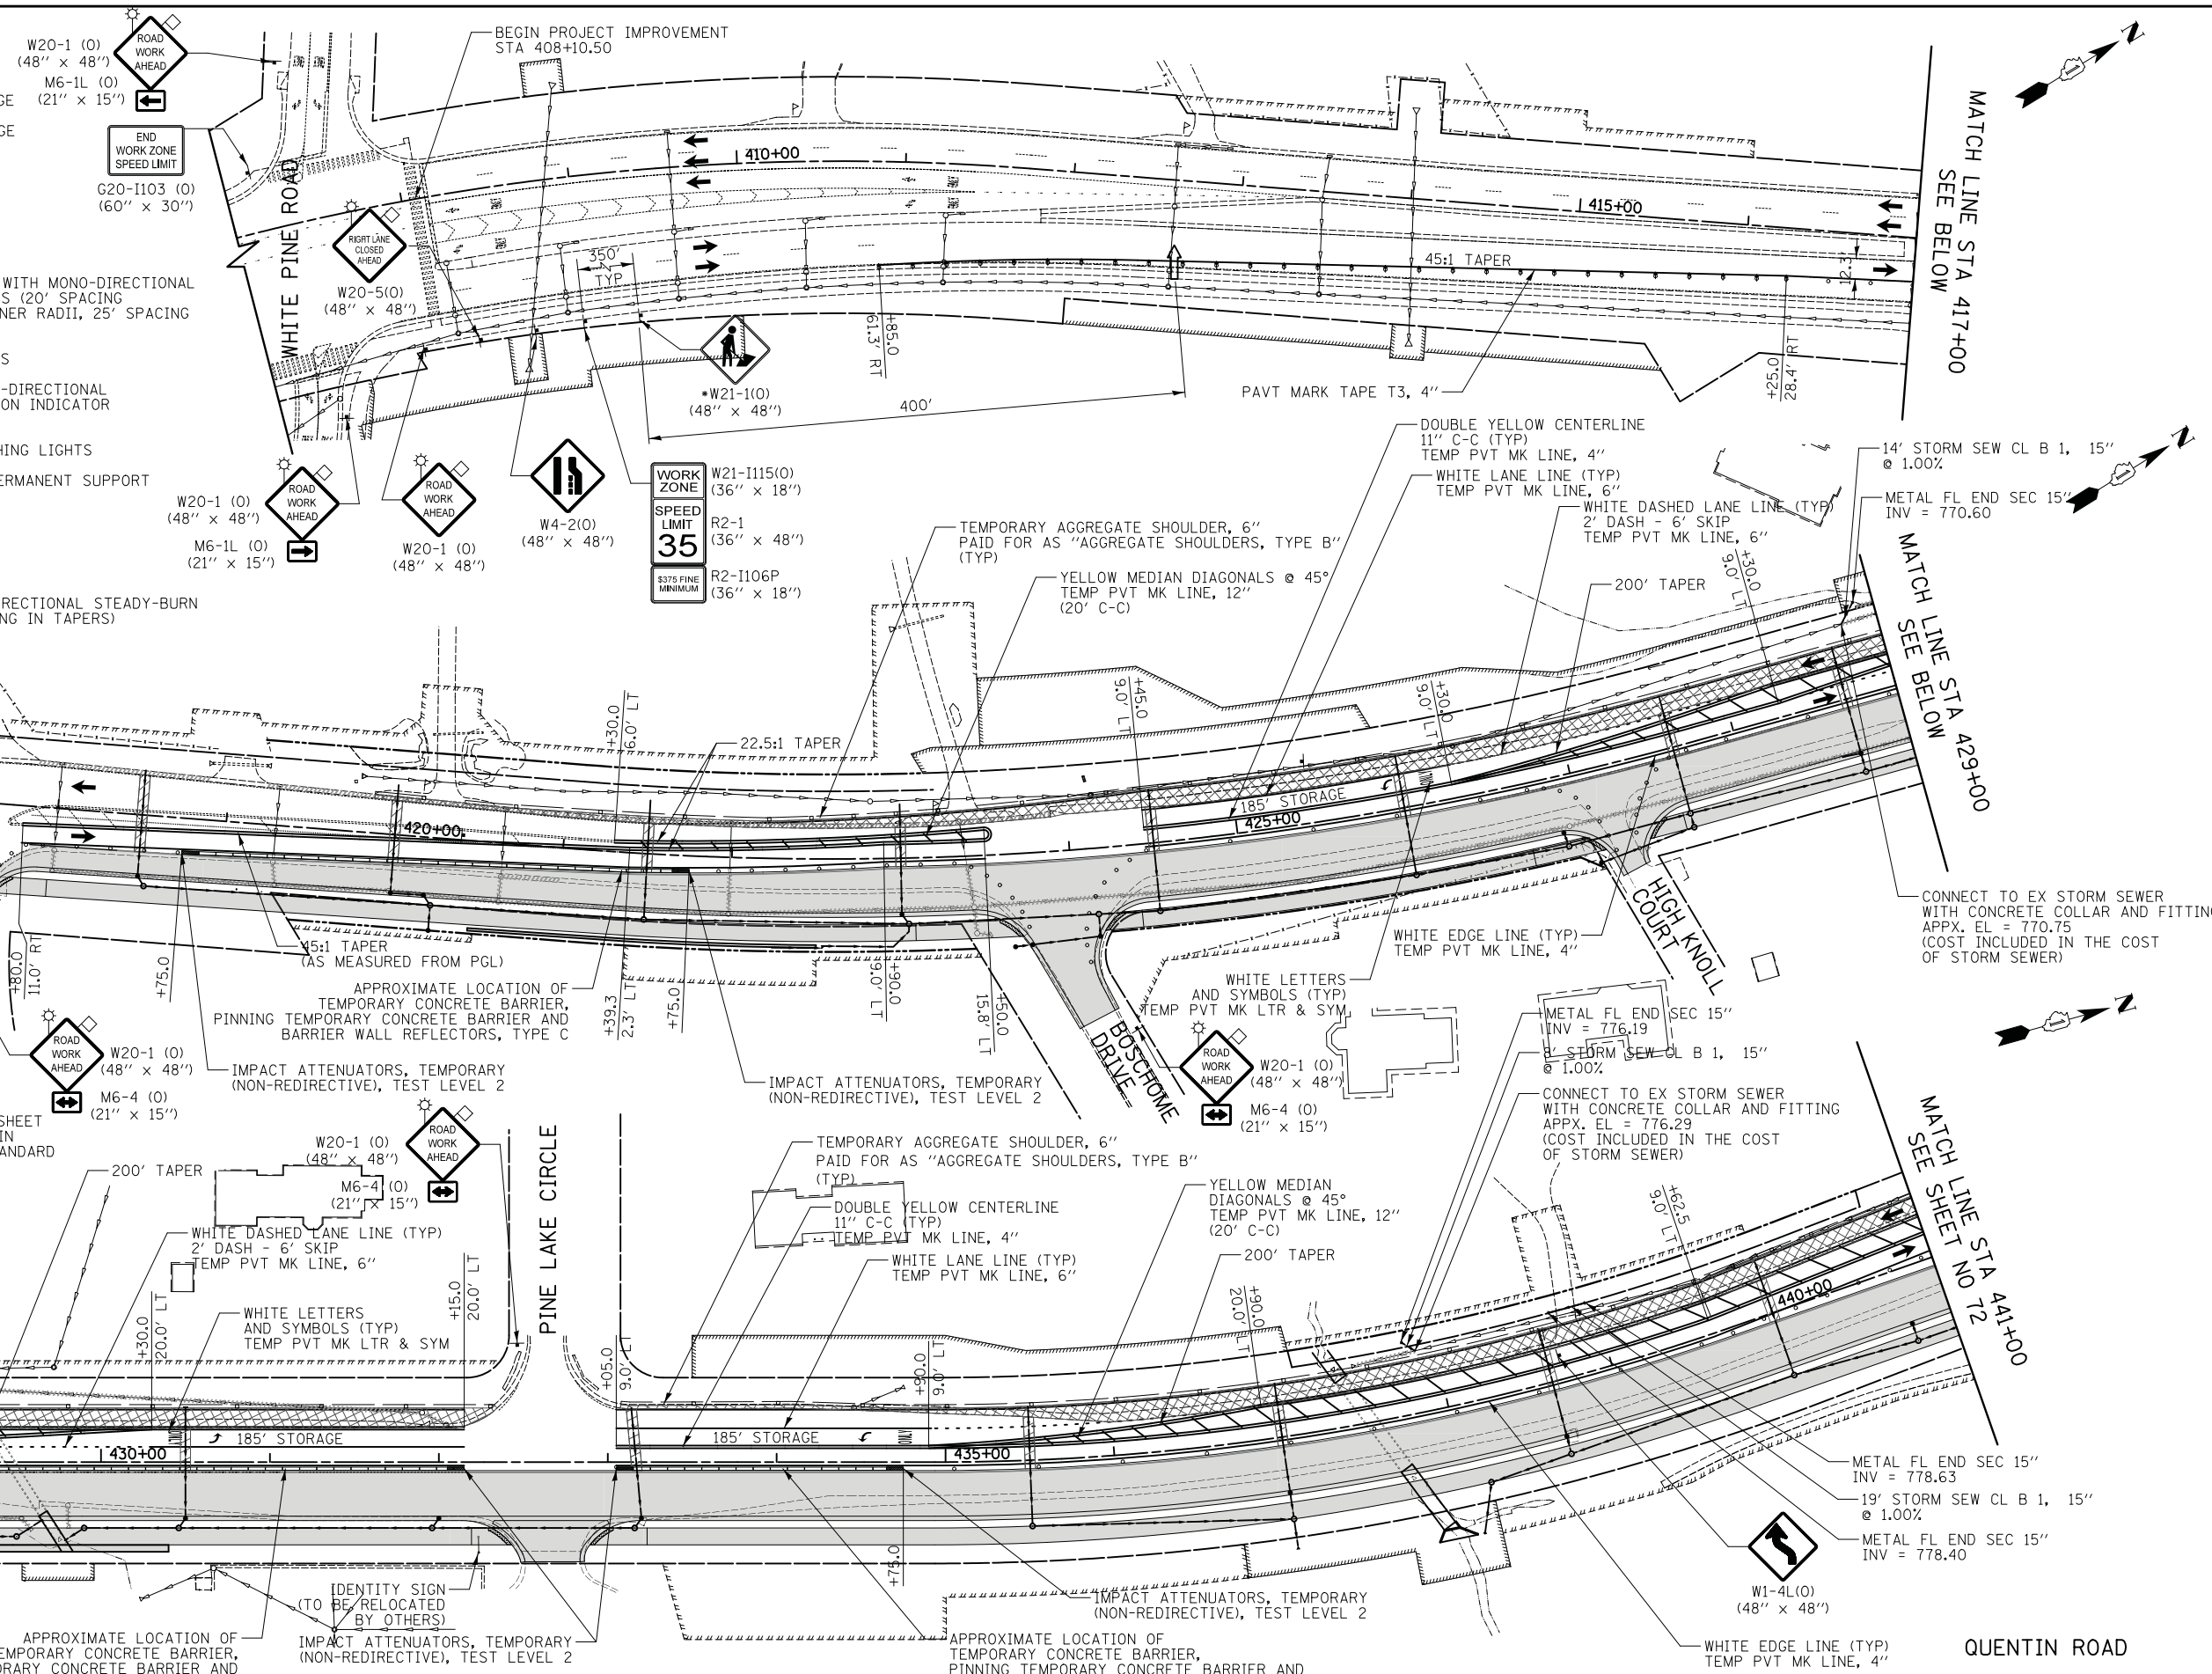 W20-1 (O)
(48" x 48")
M6-1L (O)
(21" x 15")
ROAD
WORK
AHEAD
END
WORK ZONE
SPEED LIMIT
G20-I103 (O)
(60" x 30")
WHITE PINE ROAD
BEGIN PROJECT IMPROVEMENT
STA 408+10.50
RIGHT LANE
CLOSED
AHEAD
W20-5(O)
(48" x 48")
350'
TYP
410+00
415+00
45:1 TAPER
12.3'
+85.0
61.3' RT
+25.0
28.4' RT
*W21-1(O)
(48" x 48")
400'
PAVT MARK TAPE T3, 4"
MATCH LINE STA 417+00
SEE BELOW
N
WITH MONO-DIRECTIONAL
S (20' SPACING
NER RADII, 25' SPACING
S
-DIRECTIONAL
ON INDICATOR
HING LIGHTS
ERMANENT SUPPORT
IRECTIONAL STEADY-BURN
NG IN TAPERS)
W20-1 (O)
(48" x 48")
M6-1L (O)
(21" x 15")
ROAD
WORK
AHEAD
ROAD
WORK
AHEAD
W20-1 (O)
(48" x 48")
W4-2(O)
(48" x 48")
WORK
ZONE
SPEED
LIMIT
35
$375 FINE
MINIMUM
W21-I115(O)
(36" x 18")
R2-1
(36" x 48")
R2-I106P
(36" x 18")
TEMPORARY AGGREGATE SHOULDER, 6"
PAID FOR AS "AGGREGATE SHOULDERS, TYPE B"
(TYP)
YELLOW MEDIAN DIAGONALS @ 45°
TEMP PVT MK LINE, 12"
(20' C-C)
DOUBLE YELLOW CENTERLINE
11" C-C (TYP)
TEMP PVT MK LINE, 4"
WHITE LANE LINE (TYP)
TEMP PVT MK LINE, 6"
WHITE DASHED LANE LINE (TYP)
2' DASH - 6' SKIP
TEMP PVT MK LINE, 6"
200' TAPER
+30.0
9.0' LT
14' STORM SEW CL B 1, 15"
@ 1.00%
METAL FL END SEC 15"
INV = 770.60
N
MATCH LINE STA 429+00
SEE BELOW
+30.0
6.0' LT
22.5:1 TAPER
+45.0
9.0' LT
+30.0
9.0' LT
185' STORAGE
420+00
425+00
+80.0
11.0' RT
+75.0
45:1 TAPER
(AS MEASURED FROM PGL)
APPROXIMATE LOCATION OF
TEMPORARY CONCRETE BARRIER,
PINNING TEMPORARY CONCRETE BARRIER AND
BARRIER WALL REFLECTORS, TYPE C
+39.3
2.3' LT
+75.0
+90.0
9.0' LT
+50.0
15.8' LT
BOSCHOME
DRIVE
HIGH KNOLL
COURT
WHITE EDGE LINE (TYP)
TEMP PVT MK LINE, 4"
WHITE LETTERS
AND SYMBOLS (TYP)
TEMP PVT MK LTR & SYM
CONNECT TO EX STORM SEWER
WITH CONCRETE COLLAR AND FITTING
APPX. EL = 770.75
(COST INCLUDED IN THE COST
OF STORM SEWER)
ROAD
WORK
AHEAD
W20-1 (O)
(48" x 48")
M6-4 (O)
(21" x 15")
IMPACT ATTENUATORS, TEMPORARY
(NON-REDIRECTIVE), TEST LEVEL 2
IMPACT ATTENUATORS, TEMPORARY
(NON-REDIRECTIVE), TEST LEVEL 2
ROAD
WORK
AHEAD
W20-1 (O)
(48" x 48")
M6-4 (O)
(21" x 15")
METAL FL END SEC 15"
INV = 776.19
8' STORM SEW CL B 1, 15"
@ 1.00%
CONNECT TO EX STORM SEWER
WITH CONCRETE COLLAR AND FITTING
APPX. EL = 776.29
(COST INCLUDED IN THE COST
OF STORM SEWER)
N
MATCH LINE STA 441+00
SEE SHEET NO 72
SHEET
IN
ANDARD
200' TAPER
W20-1 (O)
(48" x 48")
M6-4 (O)
(21" x 15")
ROAD
WORK
AHEAD
WHITE DASHED LANE LINE (TYP)
2' DASH - 6' SKIP
TEMP PVT MK LINE, 6"
WHITE LETTERS
AND SYMBOLS (TYP)
TEMP PVT MK LTR & SYM
+30.0
20.0' LT
+15.0
20.0' LT
PINE LAKE CIRCLE
TEMPORARY AGGREGATE SHOULDER, 6"
PAID FOR AS "AGGREGATE SHOULDERS, TYPE B"
(TYP)
DOUBLE YELLOW CENTERLINE
11" C-C (TYP)
TEMP PVT MK LINE, 4"
WHITE LANE LINE (TYP)
TEMP PVT MK LINE, 6"
YELLOW MEDIAN
DIAGONALS @ 45°
TEMP PVT MK LINE, 12"
(20' C-C)
200' TAPER
+05.0
9.0' LT
+90.0
9.0' LT
+90.0
20.0' LT
+62.5
9.0' LT
185' STORAGE
185' STORAGE
430+00
435+00
440+00
+75.0
IDENTITY SIGN
(TO BE RELOCATED
BY OTHERS)
APPROXIMATE LOCATION OF
TEMPORARY CONCRETE BARRIER,
PORARY CONCRETE BARRIER AND
IMPACT ATTENUATORS, TEMPORARY
(NON-REDIRECTIVE), TEST LEVEL 2
IMPACT ATTENUATORS, TEMPORARY
(NON-REDIRECTIVE), TEST LEVEL 2
APPROXIMATE LOCATION OF
TEMPORARY CONCRETE BARRIER,
PINNING TEMPORARY CONCRETE BARRIER AND
METAL FL END SEC 15"
INV = 778.63
19' STORM SEW CL B 1, 15"
@ 1.00%
METAL FL END SEC 15"
INV = 778.40
W1-4L(O)
(48" x 48")
WHITE EDGE LINE (TYP)
TEMP PVT MK LINE, 4"
QUENTIN ROAD